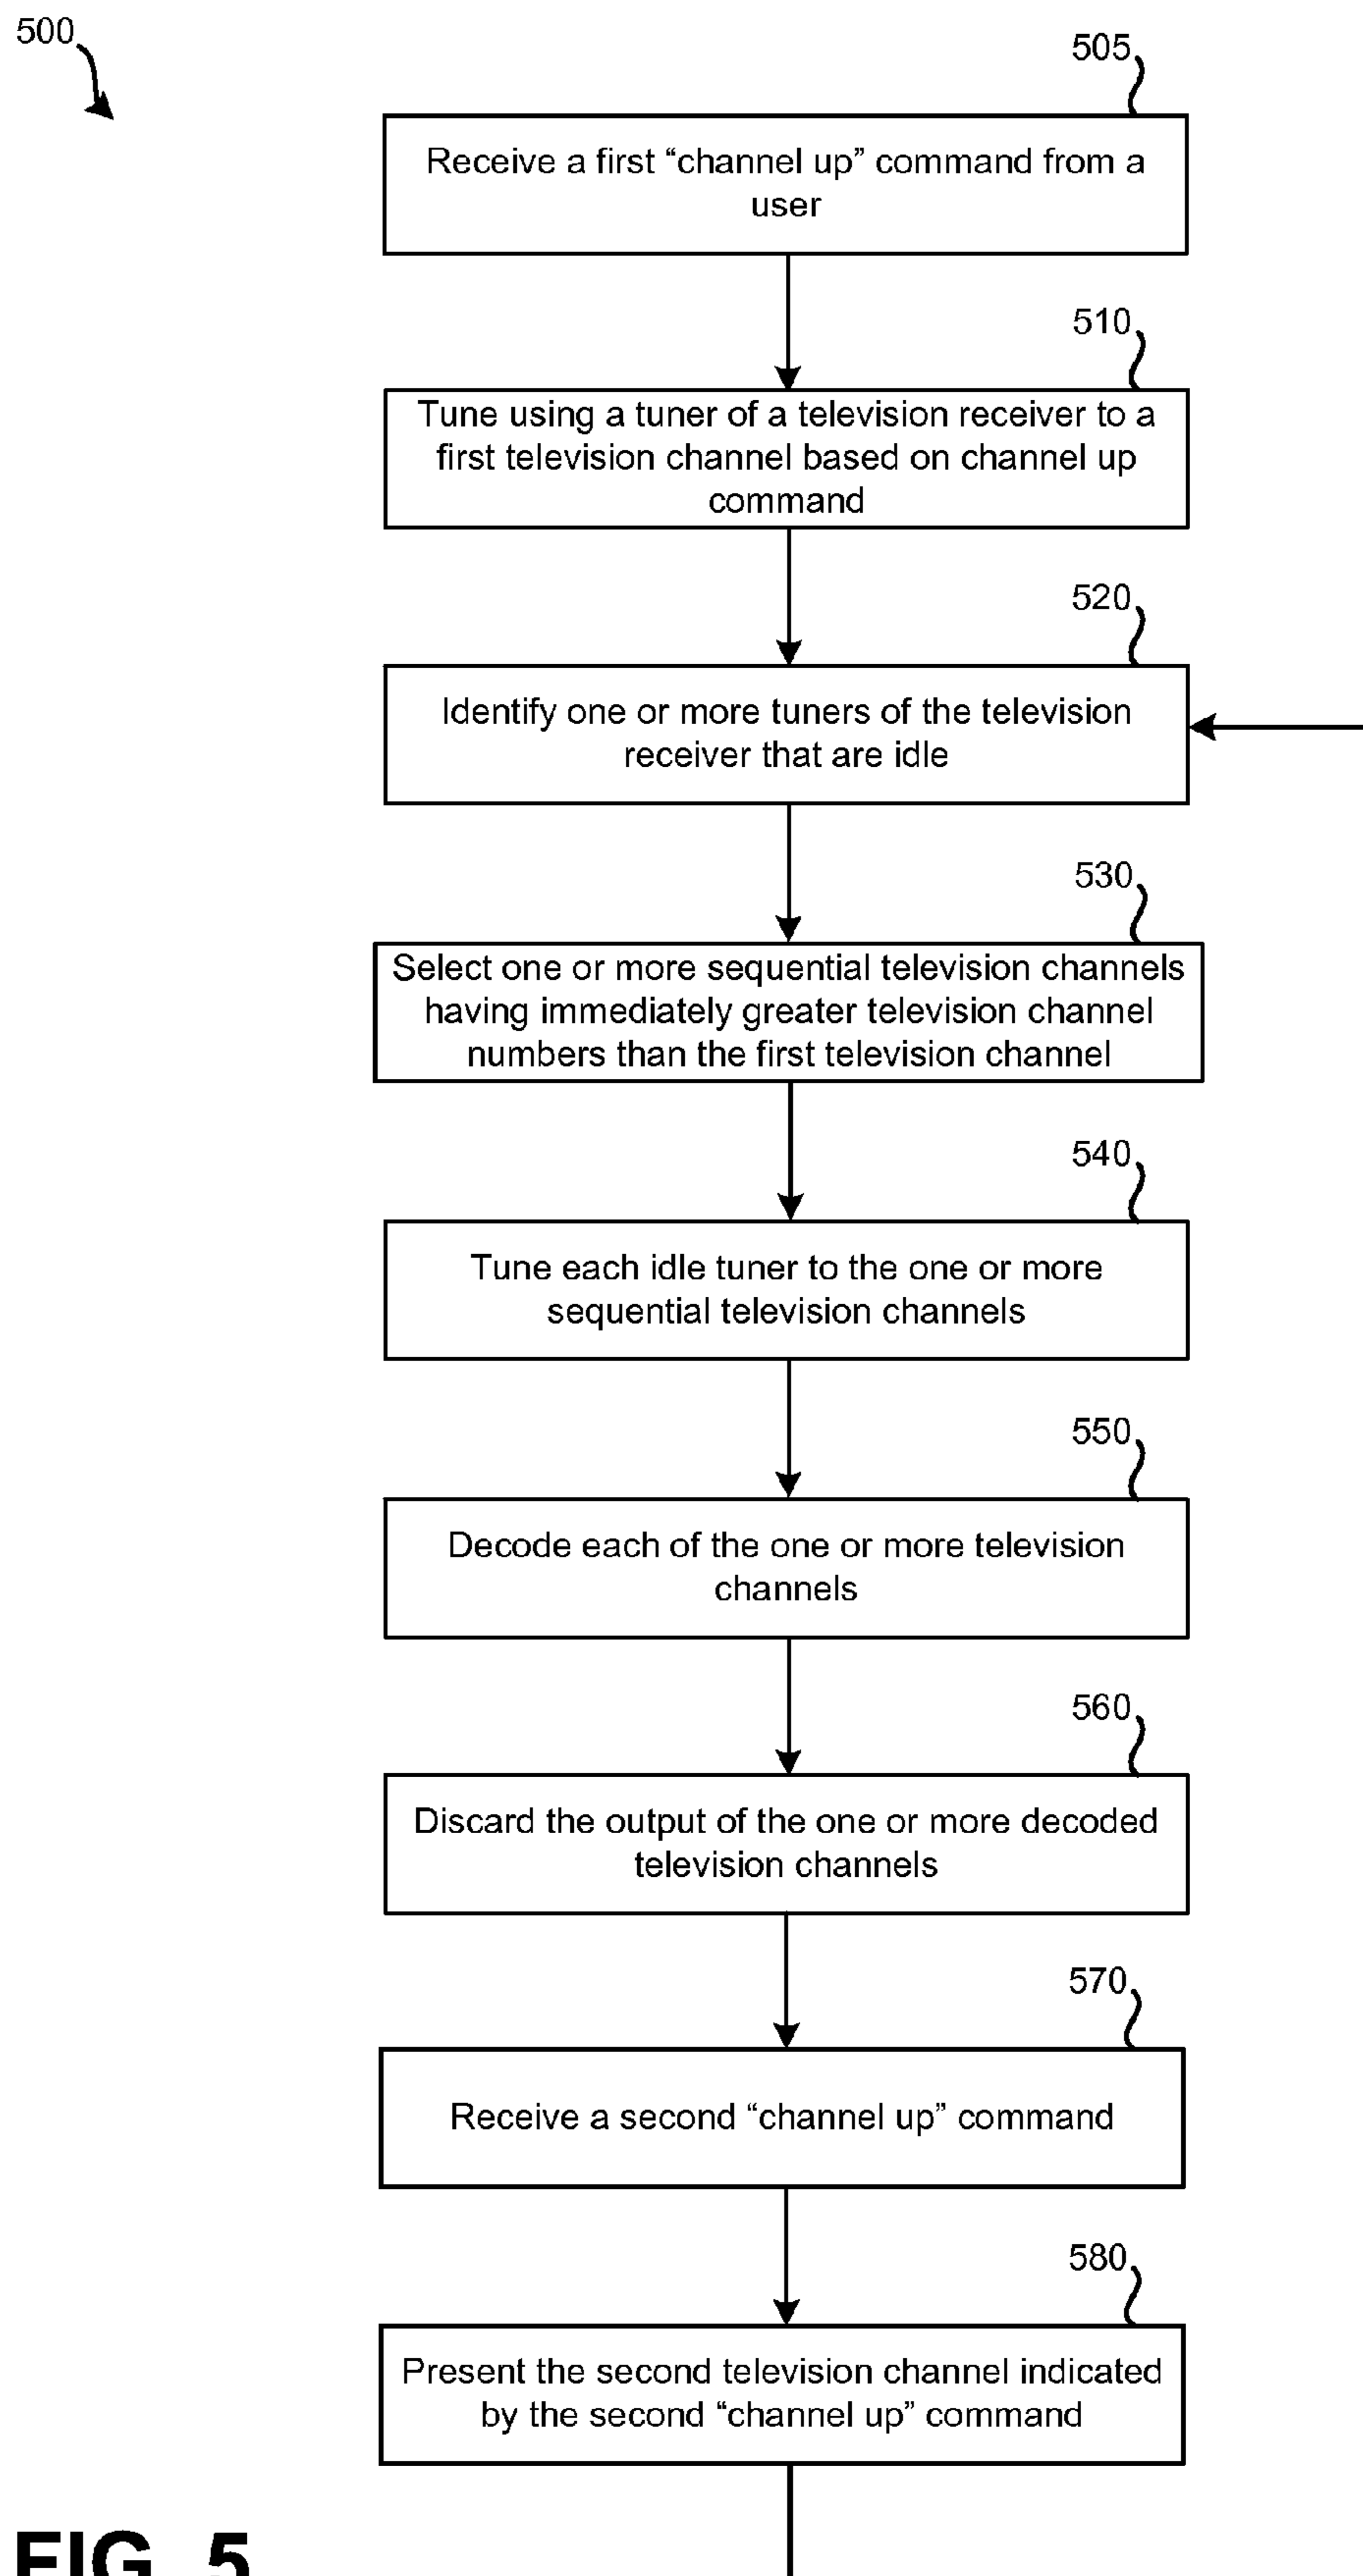 500
505
Receive a first “channel up” command from a
user
510
Tune using a tuner of a television receiver to a
first television channel based on channel up
command
520
Identify one or more tuners of the television
receiver that are idle
530
Select one or more sequential television channels
having immediately greater television channel
numbers than the first television channel
540
Tune each idle tuner to the one or more
sequential television channels
550
Decode each of the one or more television
channels
560
Discard the output of the one or more decoded
television channels
570
Receive a second “channel up” command
580
Present the second television channel indicated
by the second “channel up” command
FIG. 5